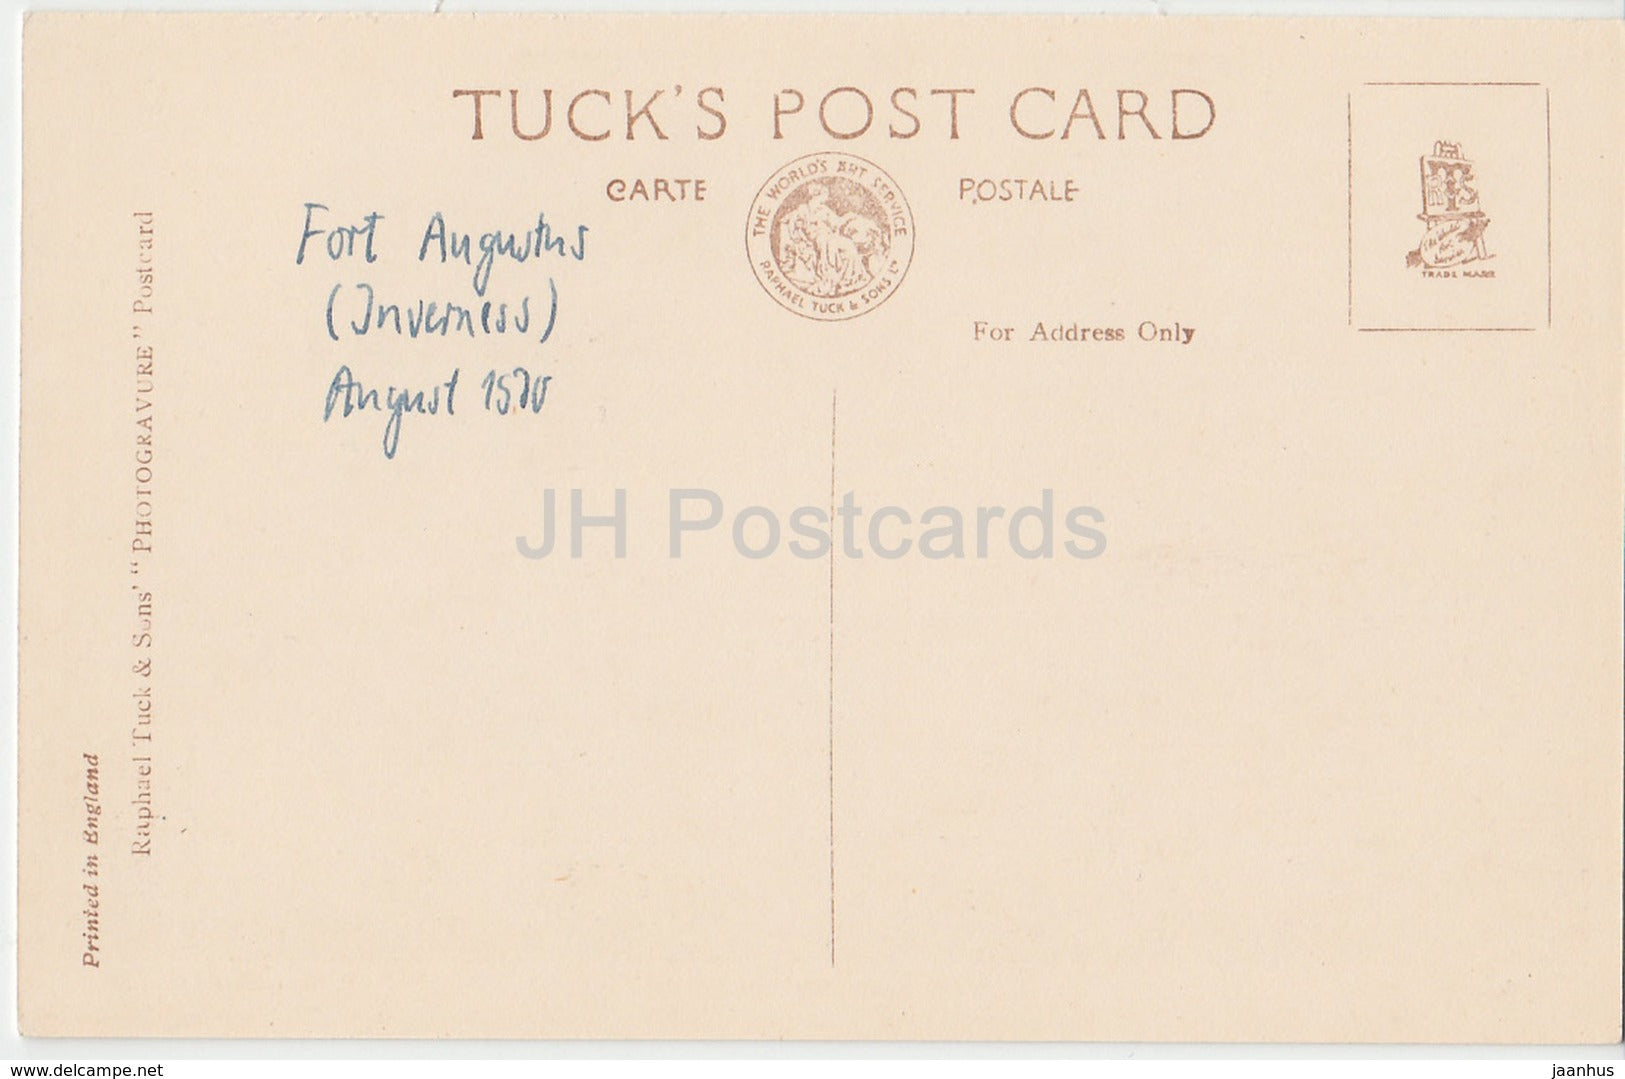 TUCK'S POST CARD
CARTE POSTALE
THE WORLD'S ART SERVICE
RAPHAEL TUCK & SONS LTD
TRADE MARK
For Address Only
Fort Augustus
(Inverness)
August
JH Postcards
Raphael Tuck & Sons' "PHOTOGRAVURE" Postcard
Printed in England
www.delcampe.net
jaanhus